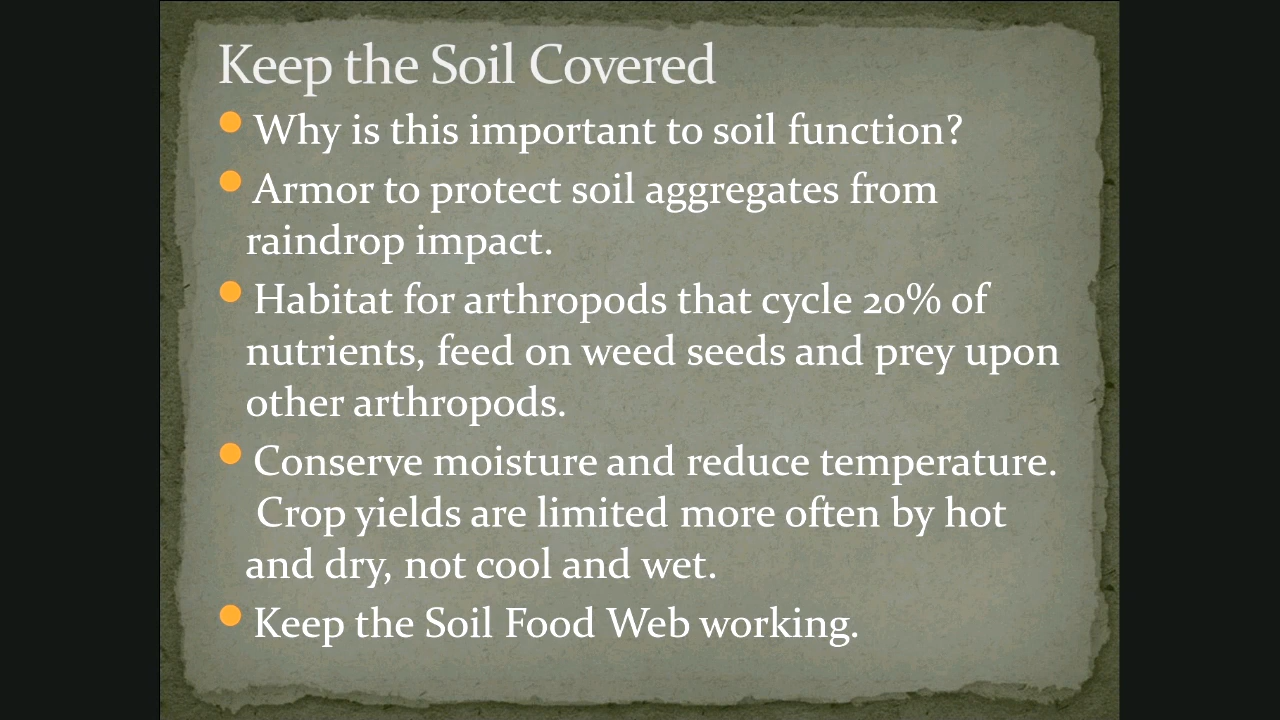 Keep the Soil Covered
Why is this important to soil function?
Armor to protect soil aggregates from
raindrop impact.
Habitat for arthropods that cycle 20% of
nutrients, feed on weed seeds and prey upon
other arthropods.
Conserve moisture and reduce temperature.
Crop yields are limited more often by hot
and dry, not cool and wet.
Keep the Soil Food Web working.